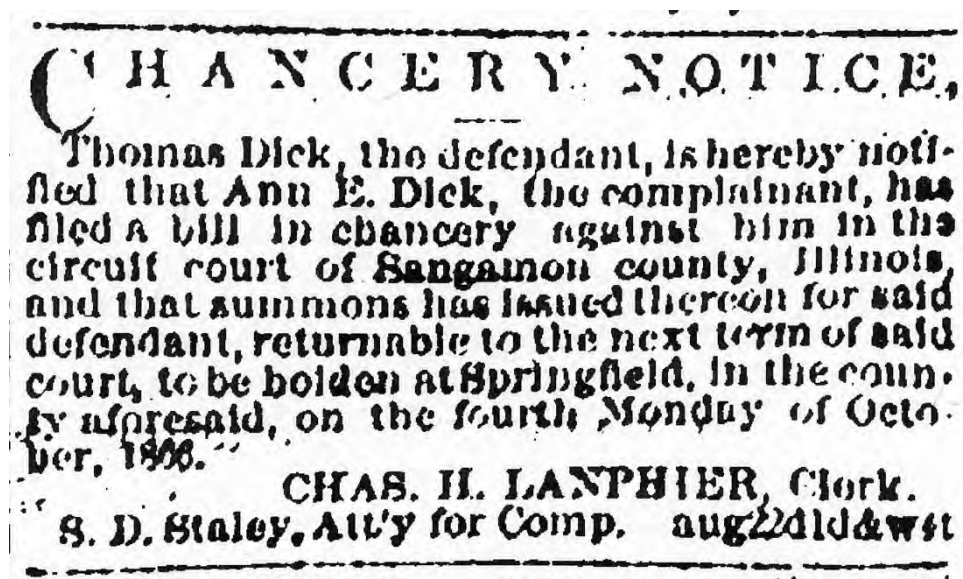 CHANCERY NOTICE.
Thomas Dick, the defendant, is hereby noti-
fied that Ann E. Dick, the complainant, has
filed a bill in chancery against him in the
circuit court of Sangamon county, Illinois,
and that summons has issued thereon for said
defendant, returnable to the next term of said
court, to be holden at Springfield, in the coun-
ty aforesaid, on the fourth Monday of Octo-
ber, 1866.
CHAS. H. LANPHIER, Clerk.
S. D. Staley, Att'y for Comp. aug22d1d&w4t